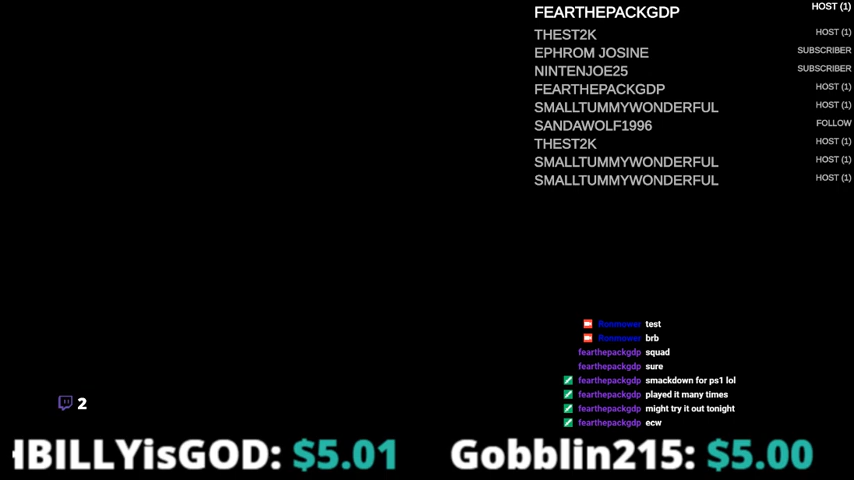 FEARTHEPACKGDP HOST (1)
THEST2K HOST (1)
EPHROM JOSINE SUBSCRIBER
NINTENJOE25 SUBSCRIBER
FEARTHEPACKGDP HOST (1)
SMALLTUMMYWONDERFUL HOST (1)
SANDAWOLF1996 FOLLOW
THEST2K HOST (1)
SMALLTUMMYWONDERFUL HOST (1)
SMALLTUMMYWONDERFUL HOST (1)
Ronmower test
Ronmower brb
fearthepackgdp squad
fearthepackgdp sure
fearthepackgdp smackdown for ps1 lol
fearthepackgdp played it many times
fearthepackgdp might try it out tonight
fearthepackgdp ecw
2
HBILLYisGOD: $5.01 Gobblin215: $5.00